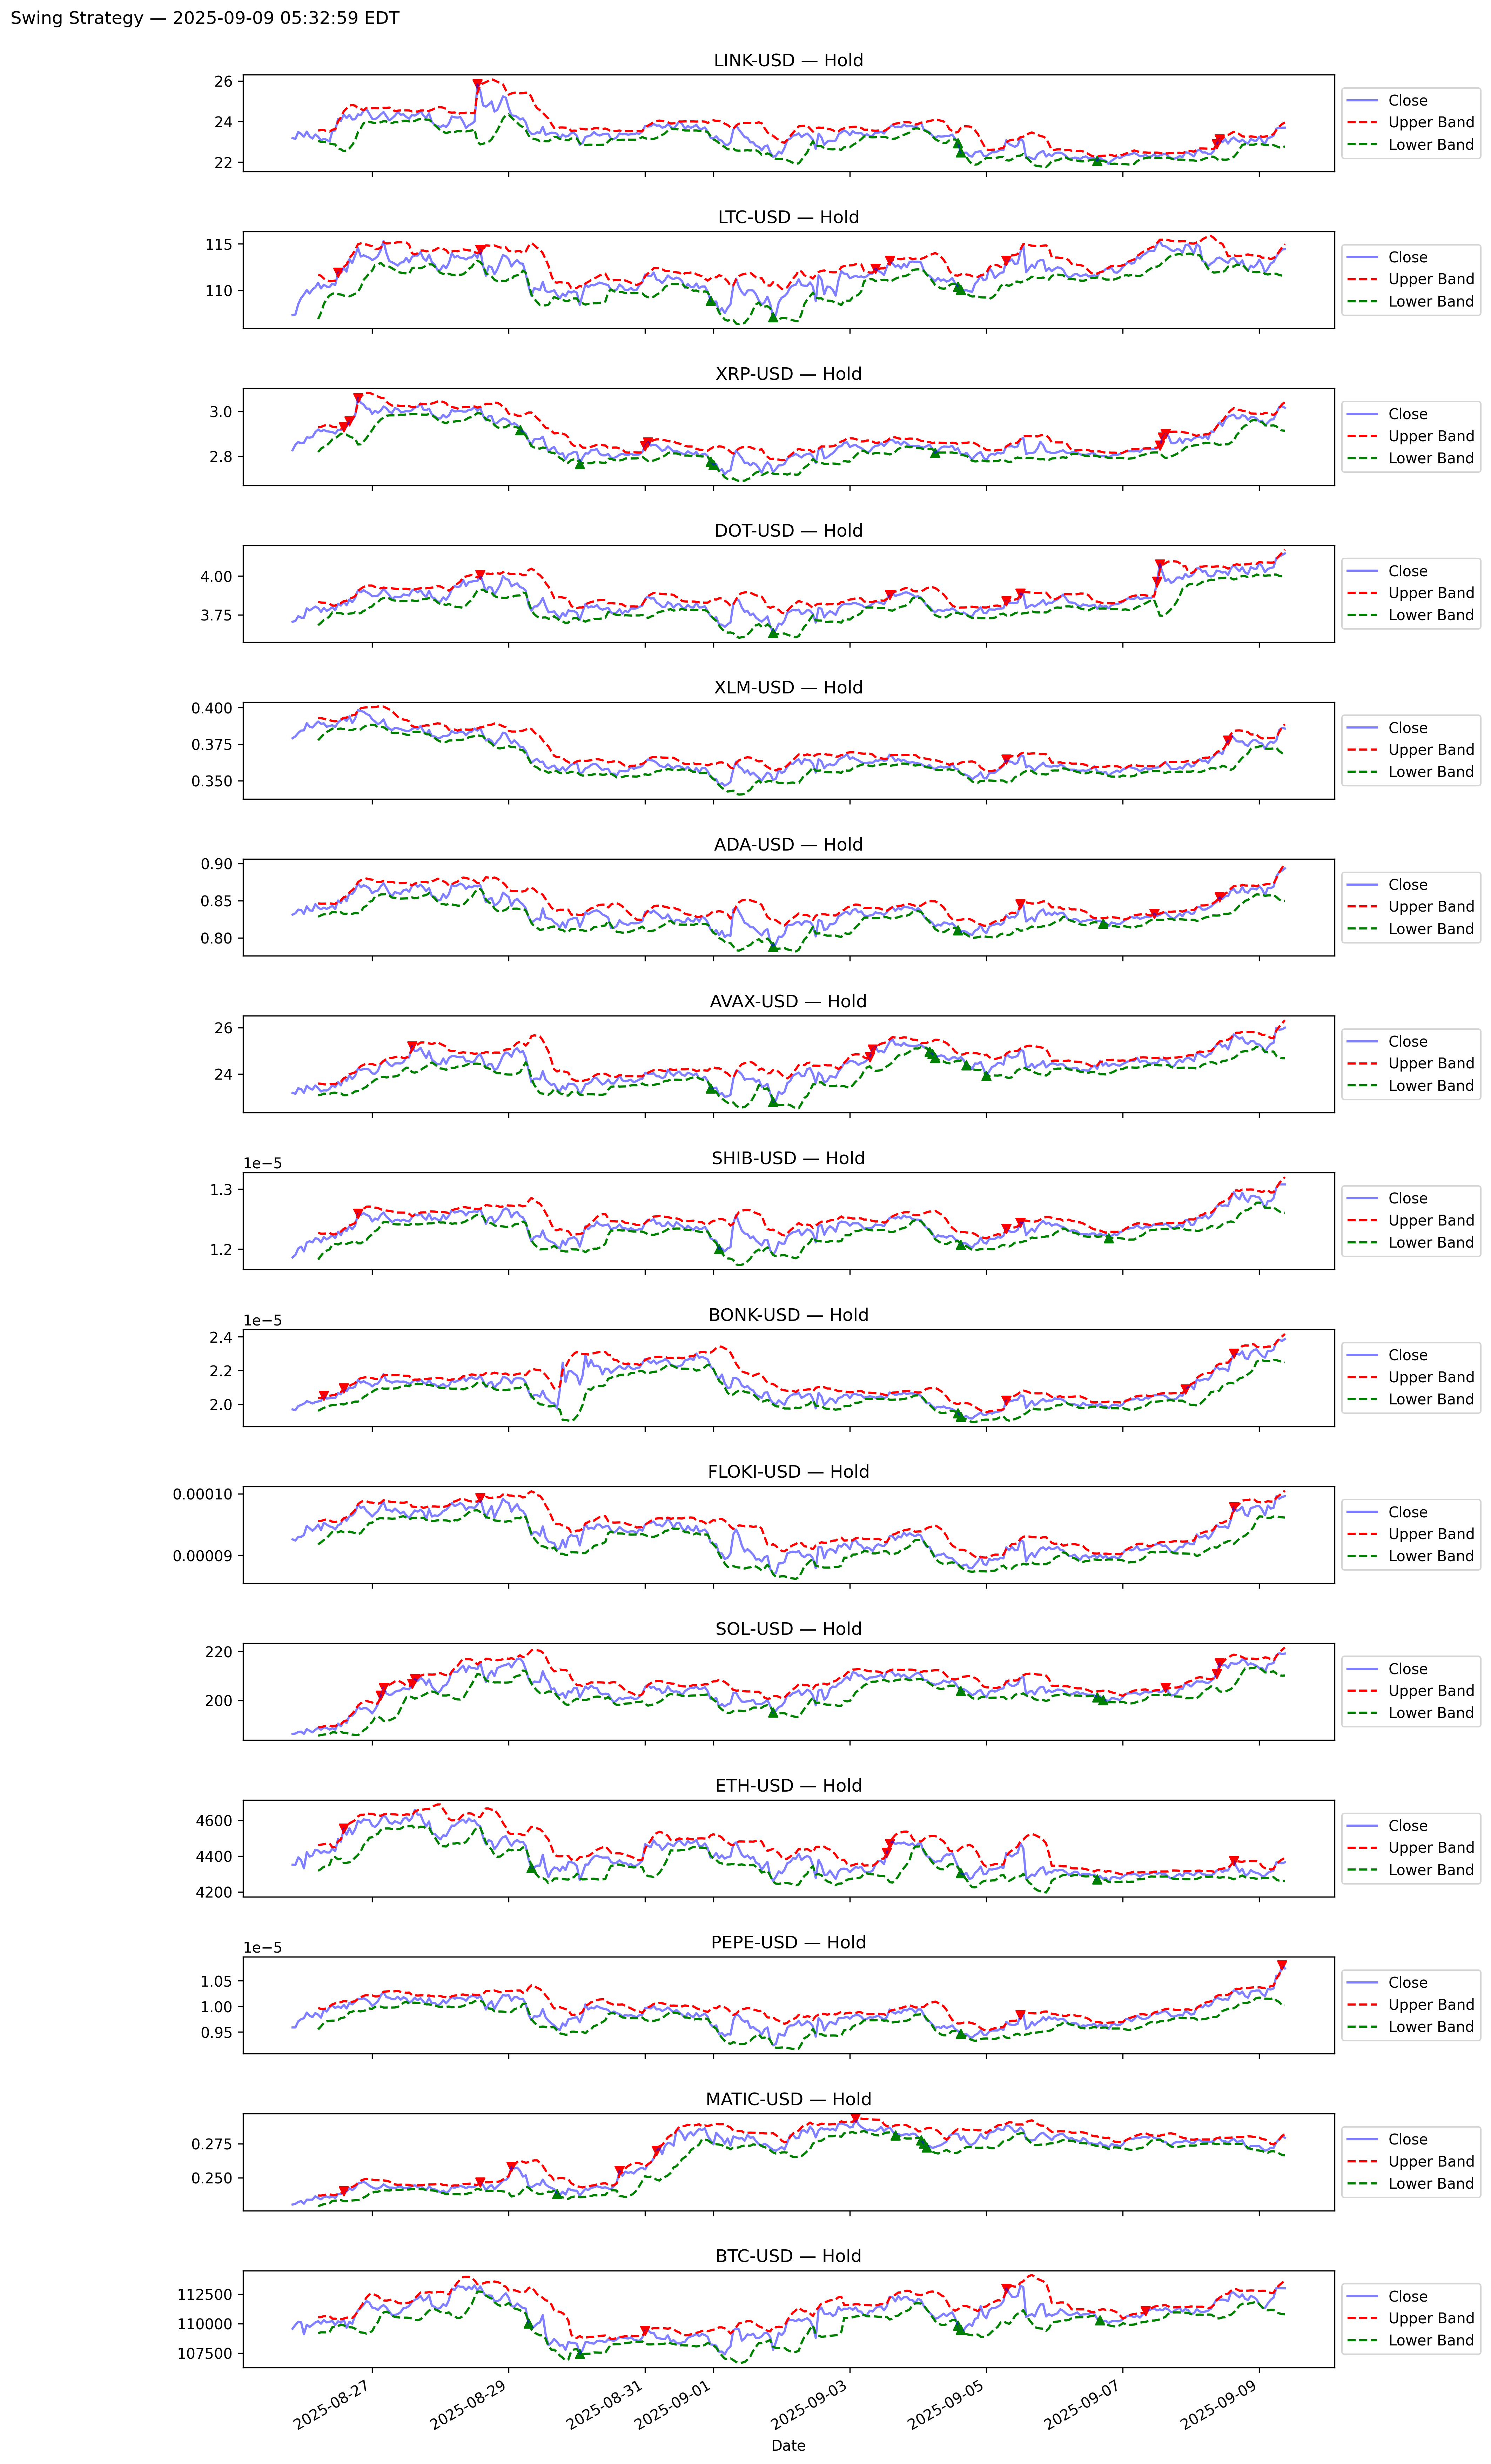 Swing Strategy — 2025-09-09 05:32:59 EDT
LINK-USD — Hold
26
24
22
Close
Upper Band
Lower Band
LTC-USD — Hold
115
110
Close
Upper Band
Lower Band
XRP-USD — Hold
3.0
2.8
Close
Upper Band
Lower Band
DOT-USD — Hold
4.00
3.75
Close
Upper Band
Lower Band
XLM-USD — Hold
0.400
0.375
0.350
Close
Upper Band
Lower Band
ADA-USD — Hold
0.90
0.85
0.80
Close
Upper Band
Lower Band
AVAX-USD — Hold
26
24
Close
Upper Band
Lower Band
SHIB-USD — Hold
1e−5
1.3
1.2
Close
Upper Band
Lower Band
BONK-USD — Hold
1e−5
2.4
2.2
2.0
Close
Upper Band
Lower Band
FLOKI-USD — Hold
0.00010
0.00009
Close
Upper Band
Lower Band
SOL-USD — Hold
220
200
Close
Upper Band
Lower Band
ETH-USD — Hold
4600
4400
4200
Close
Upper Band
Lower Band
PEPE-USD — Hold
1e−5
1.05
1.00
0.95
Close
Upper Band
Lower Band
MATIC-USD — Hold
0.275
0.250
Close
Upper Band
Lower Band
BTC-USD — Hold
112500
110000
107500
Close
Upper Band
Lower Band
2025-08-27
2025-08-29
2025-08-31
2025-09-01
2025-09-03
2025-09-05
2025-09-07
2025-09-09
Date